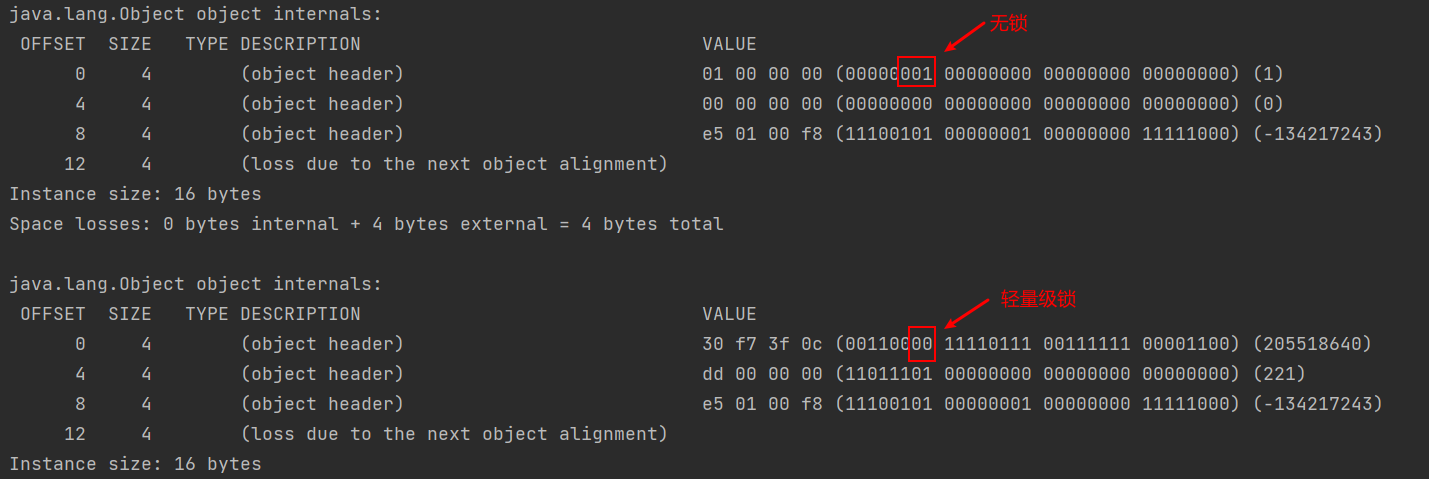 java.lang.Object object internals:
无锁
OFFSET SIZE TYPE DESCRIPTION VALUE
0 4 (object header) 01 00 00 00 (00000001 00000000 00000000 00000000) (1)
4 4 (object header) 00 00 00 00 (00000000 00000000 00000000 00000000) (0)
8 4 (object header) e5 01 00 f8 (11100101 00000001 00000000 11111000) (-134217243)
12 4 (loss due to the next object alignment)
Instance size: 16 bytes
Space losses: 0 bytes internal + 4 bytes external = 4 bytes total
java.lang.Object object internals:
轻量级锁
OFFSET SIZE TYPE DESCRIPTION VALUE
0 4 (object header) 30 f7 3f 0c (00110000 11110111 00111111 00001100) (205518640)
4 4 (object header) dd 00 00 00 (11011101 00000000 00000000 00000000) (221)
8 4 (object header) e5 01 00 f8 (11100101 00000001 00000000 11111000) (-134217243)
12 4 (loss due to the next object alignment)
Instance size: 16 bytes